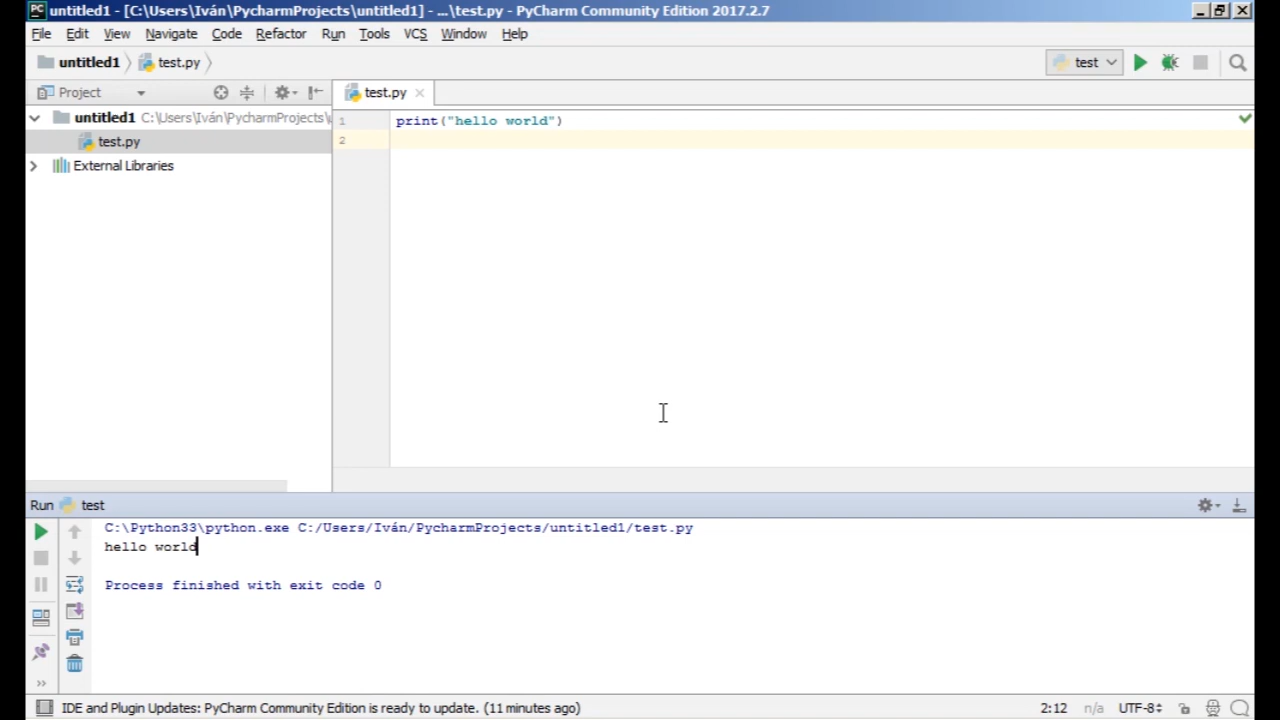 untitled1 - [C:\Users\Iván\PycharmProjects\untitled1] - ...\test.py - PyCharm Community Edition 2017.2.7
File Edit View Navigate Code Refactor Run Tools VCS Window Help
untitled1 test.py test
Project test.py
untitled1 C:\Users\Iván\PycharmProjects\
test.py
External Libraries
1 print("hello world")
2
Run test
C:\Python33\python.exe C:/Users/Iván/PycharmProjects/untitled1/test.py
hello world
Process finished with exit code 0
IDE and Plugin Updates: PyCharm Community Edition is ready to update. (11 minutes ago) 2:12 n/a UTF-8